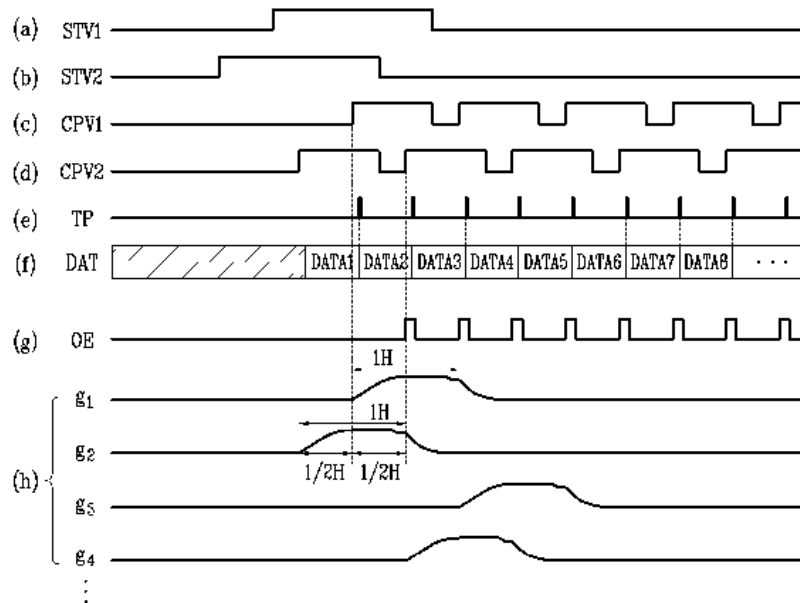 (a) STV1
(b) STV2
(c) CPV1
(d) CPV2
(e) TP
(f) DAT DATA1 DATA2 DATA3 DATA4 DATA5 DATA6 DATA7 DATA8 ...
(g) OE
1H
g1
1H
g2
1/2H 1/2H
(h)
g3
g4